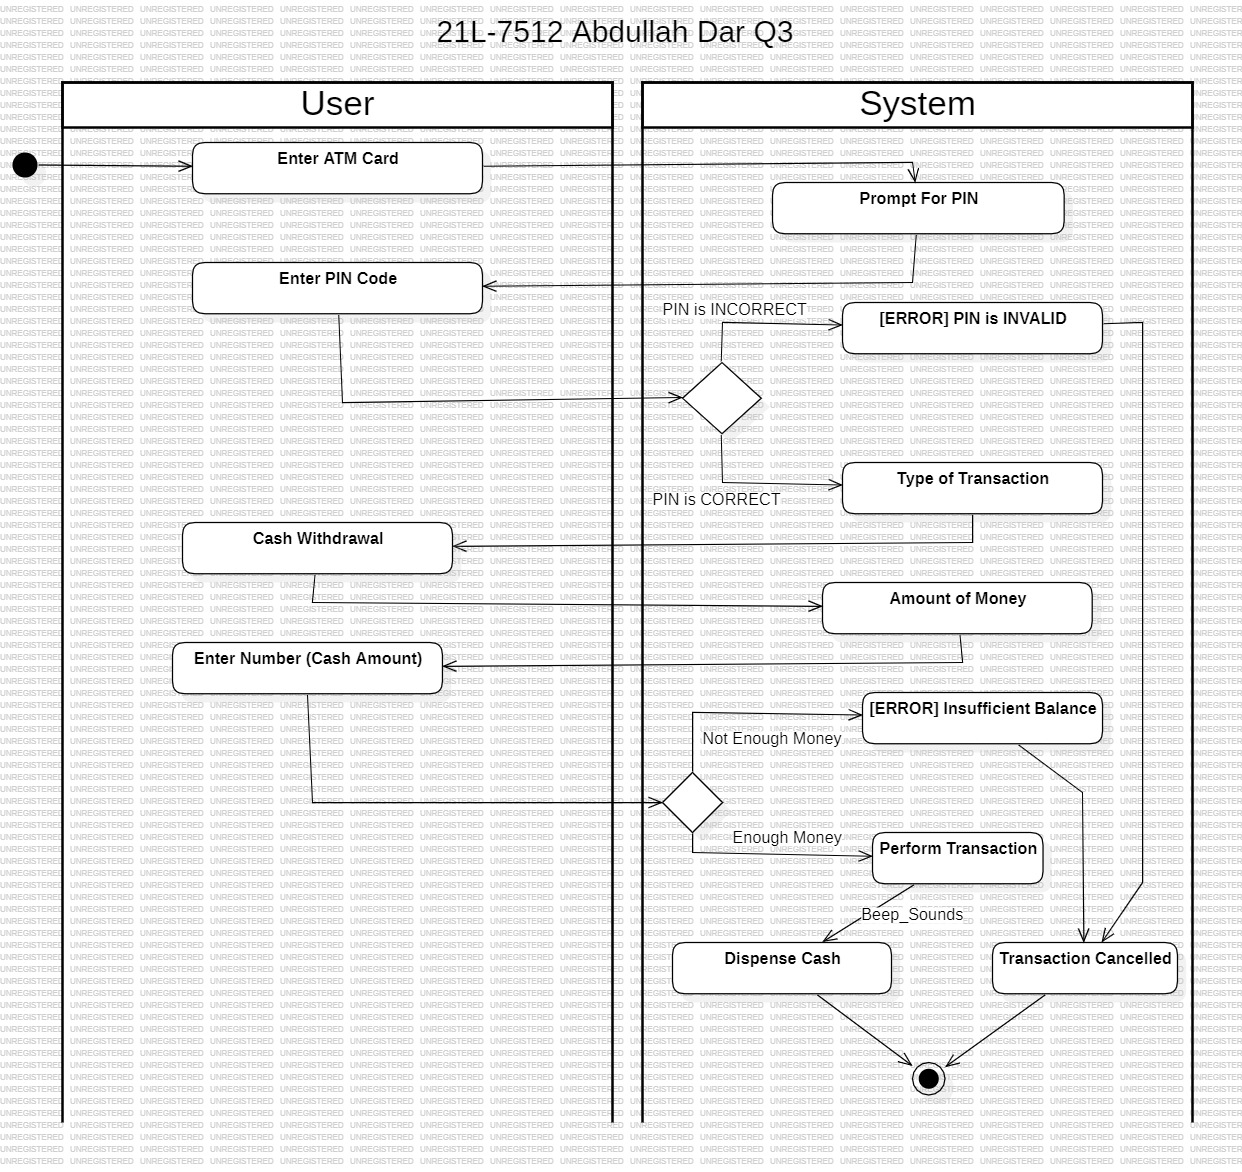 21L-7512 Abdullah Dar Q3
User
System
Enter ATM Card
Prompt For PIN
Enter PIN Code
PIN is INCORRECT
[ERROR] PIN is INVALID
Type of Transaction
PIN is CORRECT
Cash Withdrawal
Amount of Money
Enter Number (Cash Amount)
[ERROR] Insufficient Balance
Not Enough Money
Enough Money
Perform Transaction
Beep_Sounds
Dispense Cash
Transaction Cancelled
UNREGISTERED